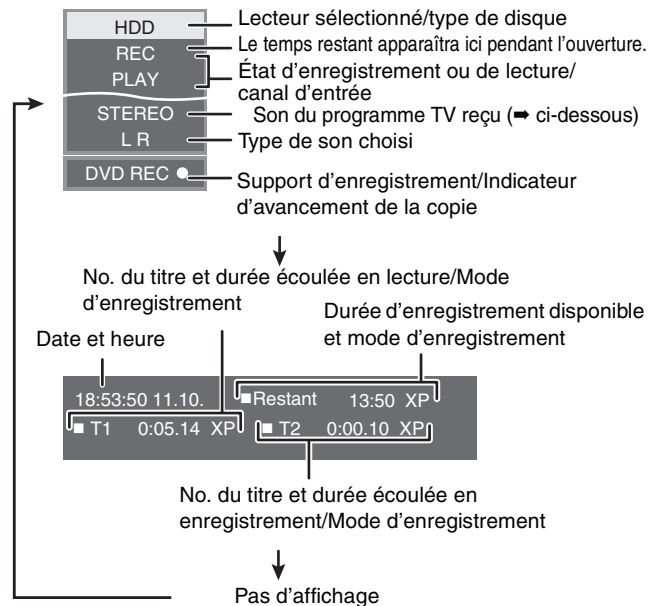 HDD
Lecteur sélectionné/type de disque
REC
Le temps restant apparaîtra ici pendant l'ouverture.
PLAY
État d'enregistrement ou de lecture/
canal d'entrée
STEREO
Son du programme TV reçu (➡ ci-dessous)
L R
Type de son choisi
DVD REC ●
Support d'enregistrement/Indicateur
d'avancement de la copie
No. du titre et durée écoulée en lecture/Mode
d'enregistrement
Durée d'enregistrement disponible
et mode d'enregistrement
Date et heure
18:53:50 11.10. ■Restant 13:50 XP
■ T1 0:05.14 XP ■ T2 0:00.10 XP
No. du titre et durée écoulée en
enregistrement/Mode d'enregistrement
Pas d'affichage